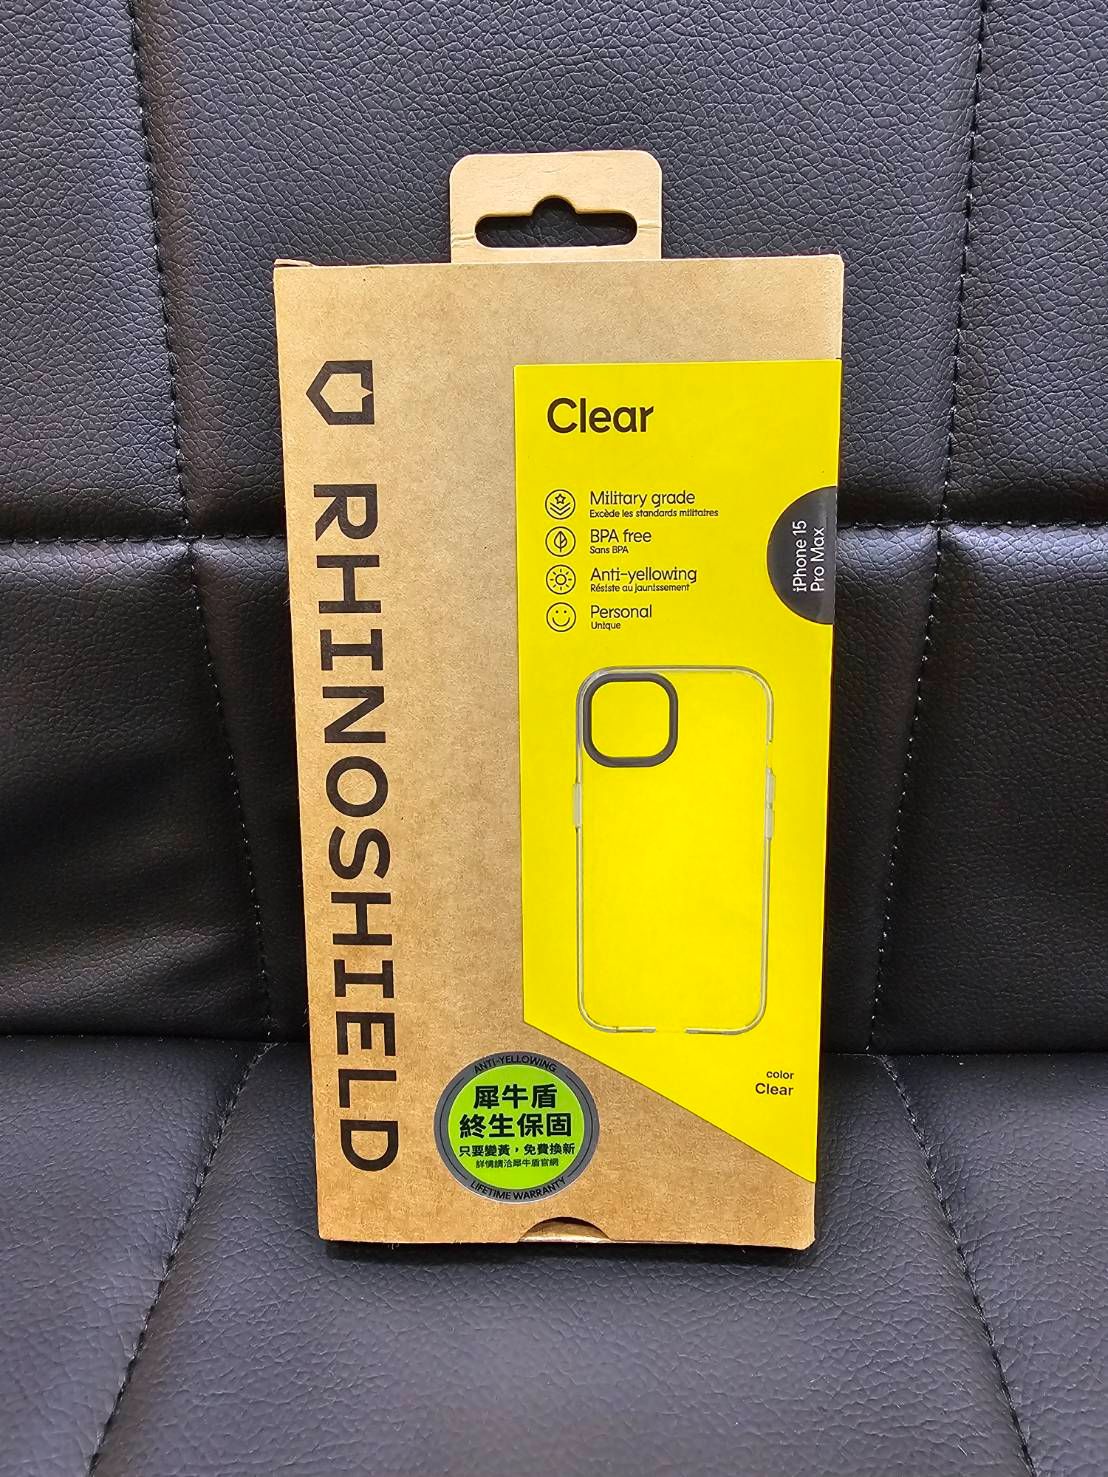 RHINOSHIELD
Clear
Military grade
Excède les standards militaires
BPA free
Sans BPA
Anti-yellowing
Résiste au jaunissement
Personal
Unique
iPhone 15
Pro Max
color
Clear
ANTI-YELLOWING
犀牛盾
終生保固
只要變黃，免費換新
詳情請洽犀牛盾官網
LIFETIME WARRANTY